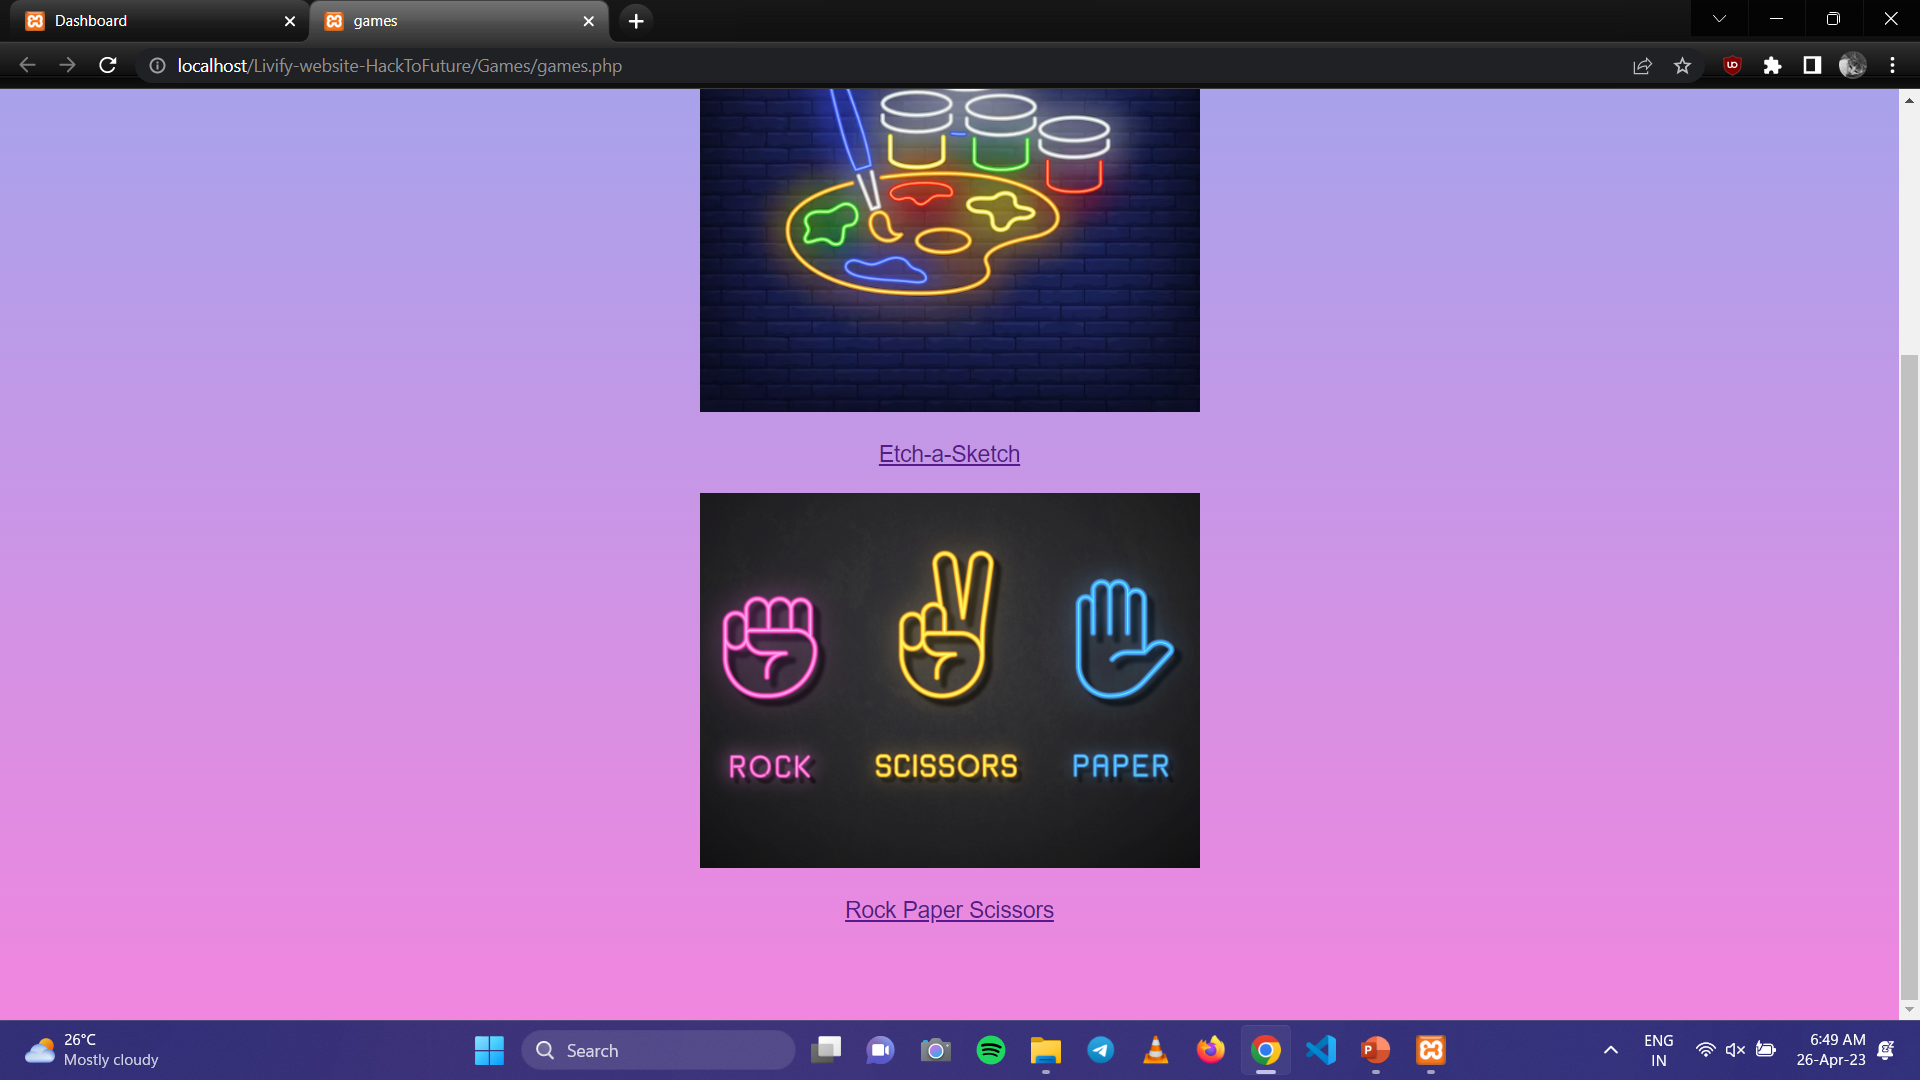 Dashboard
games
localhost/Livify-website-HackToFuture/Games/games.php
Etch-a-Sketch
ROCK SCISSORS PAPER
Rock Paper Scissors
26°C
Mostly cloudy
Search
ENG
IN
6:49 AM
26-Apr-23